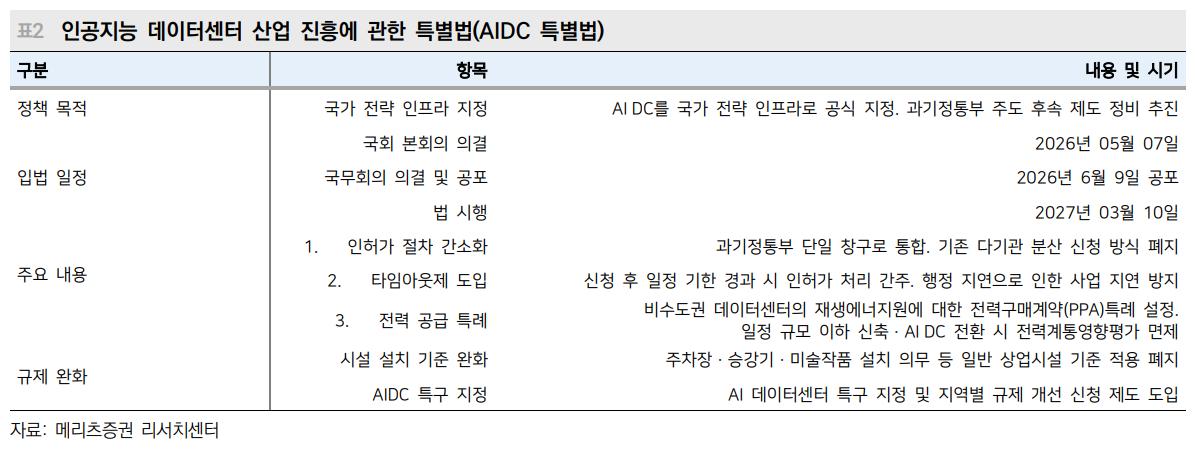 표2 인공지능 데이터센터 산업 진흥에 관한 특별법(AIDC 특별법)
구분 항목 내용 및 시기
정책 목적 국가 전략 인프라 지정 AI DC를 국가 전략 인프라로 공식 지정. 과기정통부 주도 후속 제도 정비 추진
국회 본회의 의결 2026년 05월 07일
입법 일정 국무회의 의결 및 공포 2026년 6월 9일 공포
법 시행 2027년 03월 10일
1. 인허가 절차 간소화 과기정통부 단일 창구로 통합. 기존 다기관 분산 신청 방식 폐지
주요 내용
2. 타임아웃제 도입 신청 후 일정 기한 경과 시 인허가 처리 간주. 행정 지연으로 인한 사업 지연 방지
3. 전력 공급 특례 비수도권 데이터센터의 재생에너지원에 대한 전력구매계약(PPA)특례 설정.
일정 규모 이하 신축·AI DC 전환 시 전력계통영향평가 면제
시설 설치 기준 완화 주차장·승강기·미술작품 설치 의무 등 일반 상업시설 기준 적용 폐지
규제 완화
AIDC 특구 지정 AI 데이터센터 특구 지정 및 지역별 규제 개선 신청 제도 도입
자료: 메리츠증권 리서치센터